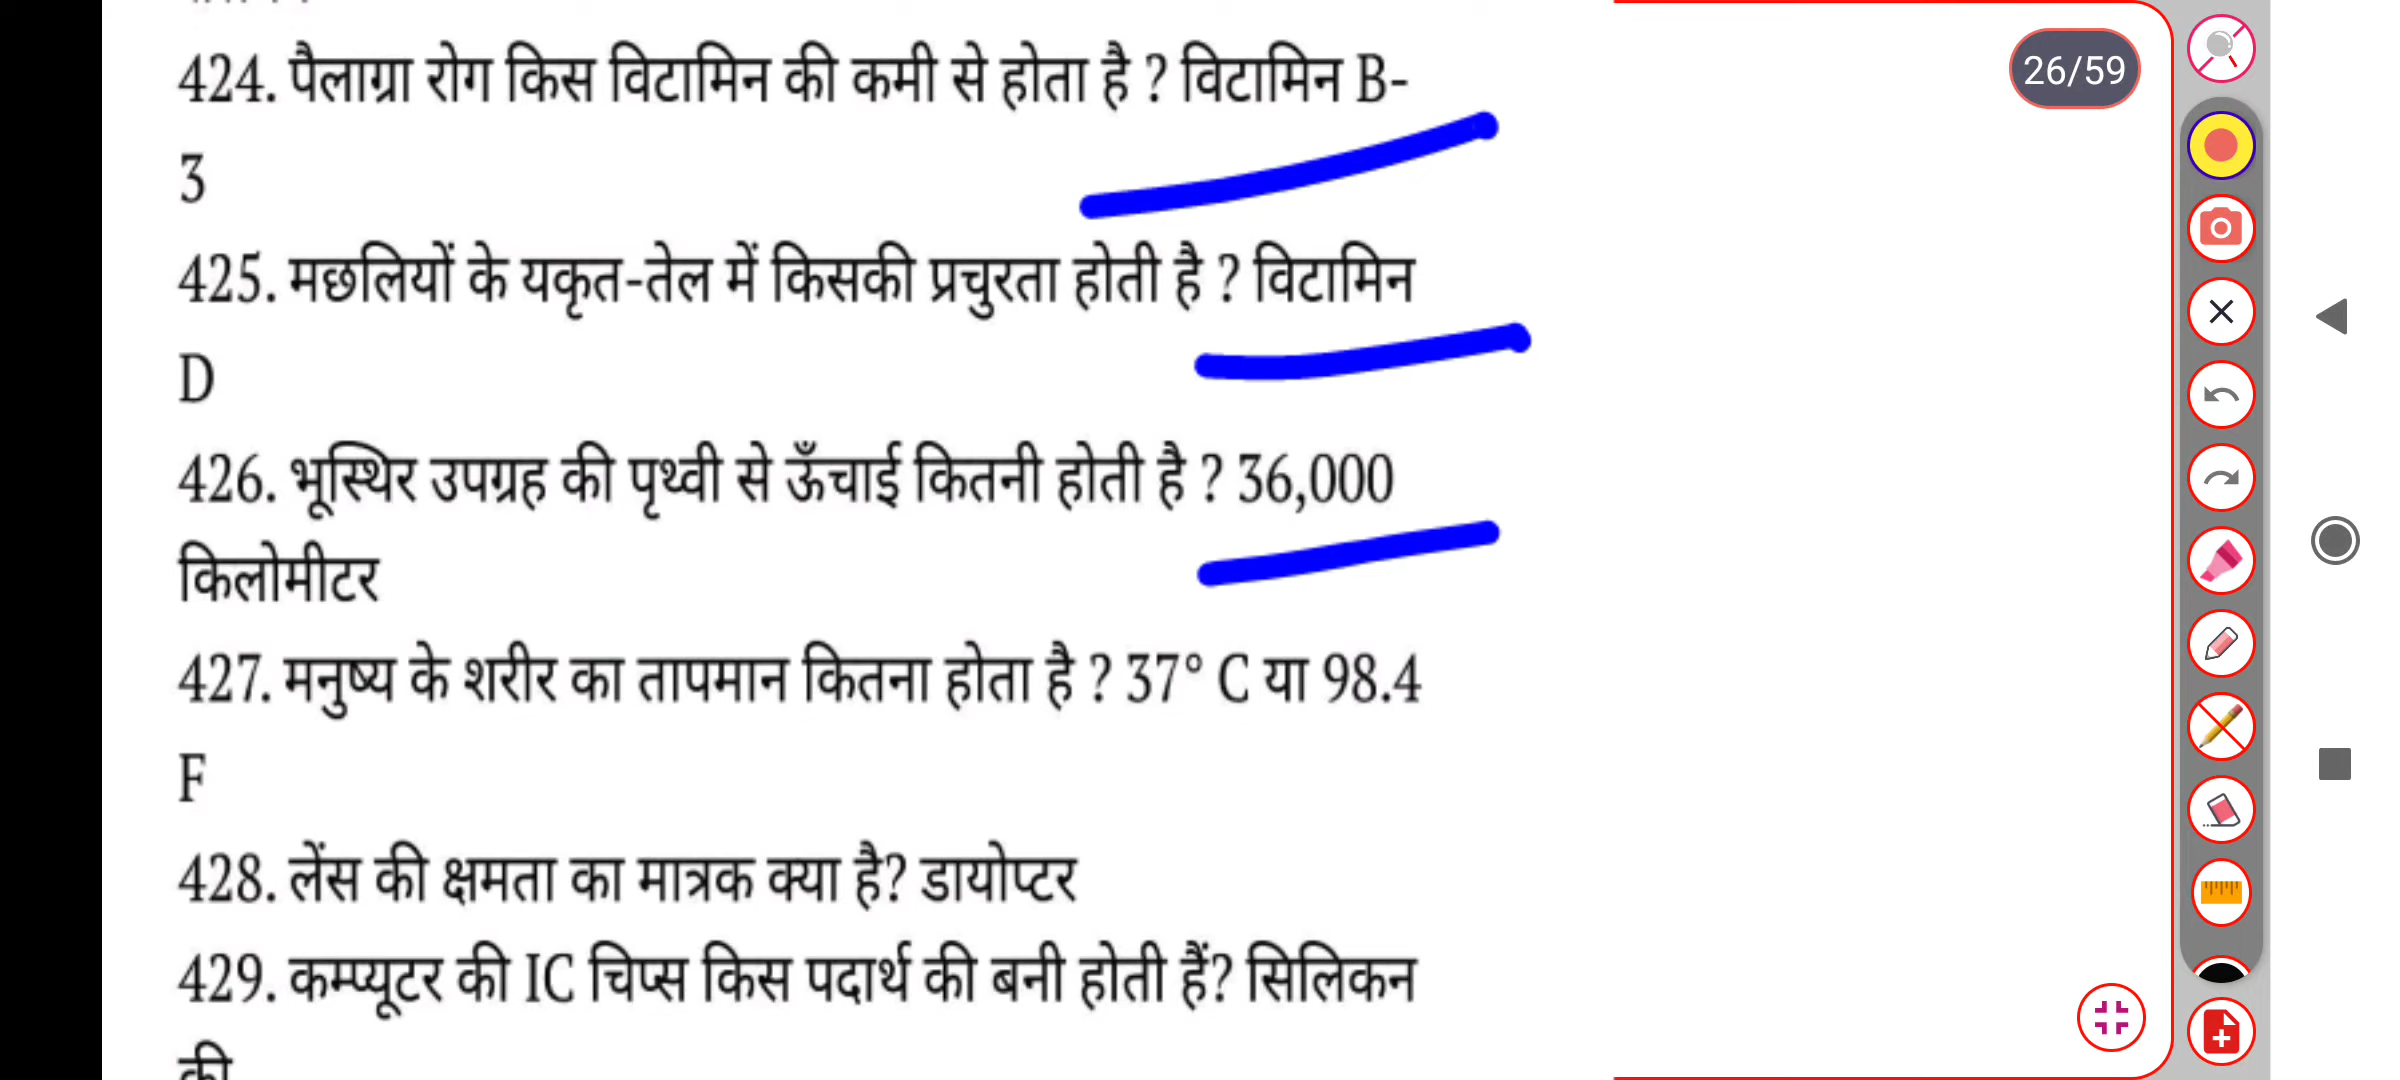 424. पैलाग्रा रोग किस विटामिन की कमी से होता है ? विटामिन B-
3
425. मछलियों के यकृत-तेल में किसकी प्रचुरता होती है ? विटामिन
D
426. भूस्थिर उपग्रह की पृथ्वी से ऊँचाई कितनी होती है ? 36,000
किलोमीटर
427. मनुष्य के शरीर का तापमान कितना होता है ? 37° C या 98.4
F
428. लेंस की क्षमता का मात्रक क्या है? डायोप्टर
429. कम्प्यूटर की IC चिप्स किस पदार्थ की बनी होती हैं? सिलिकन
की
26/59